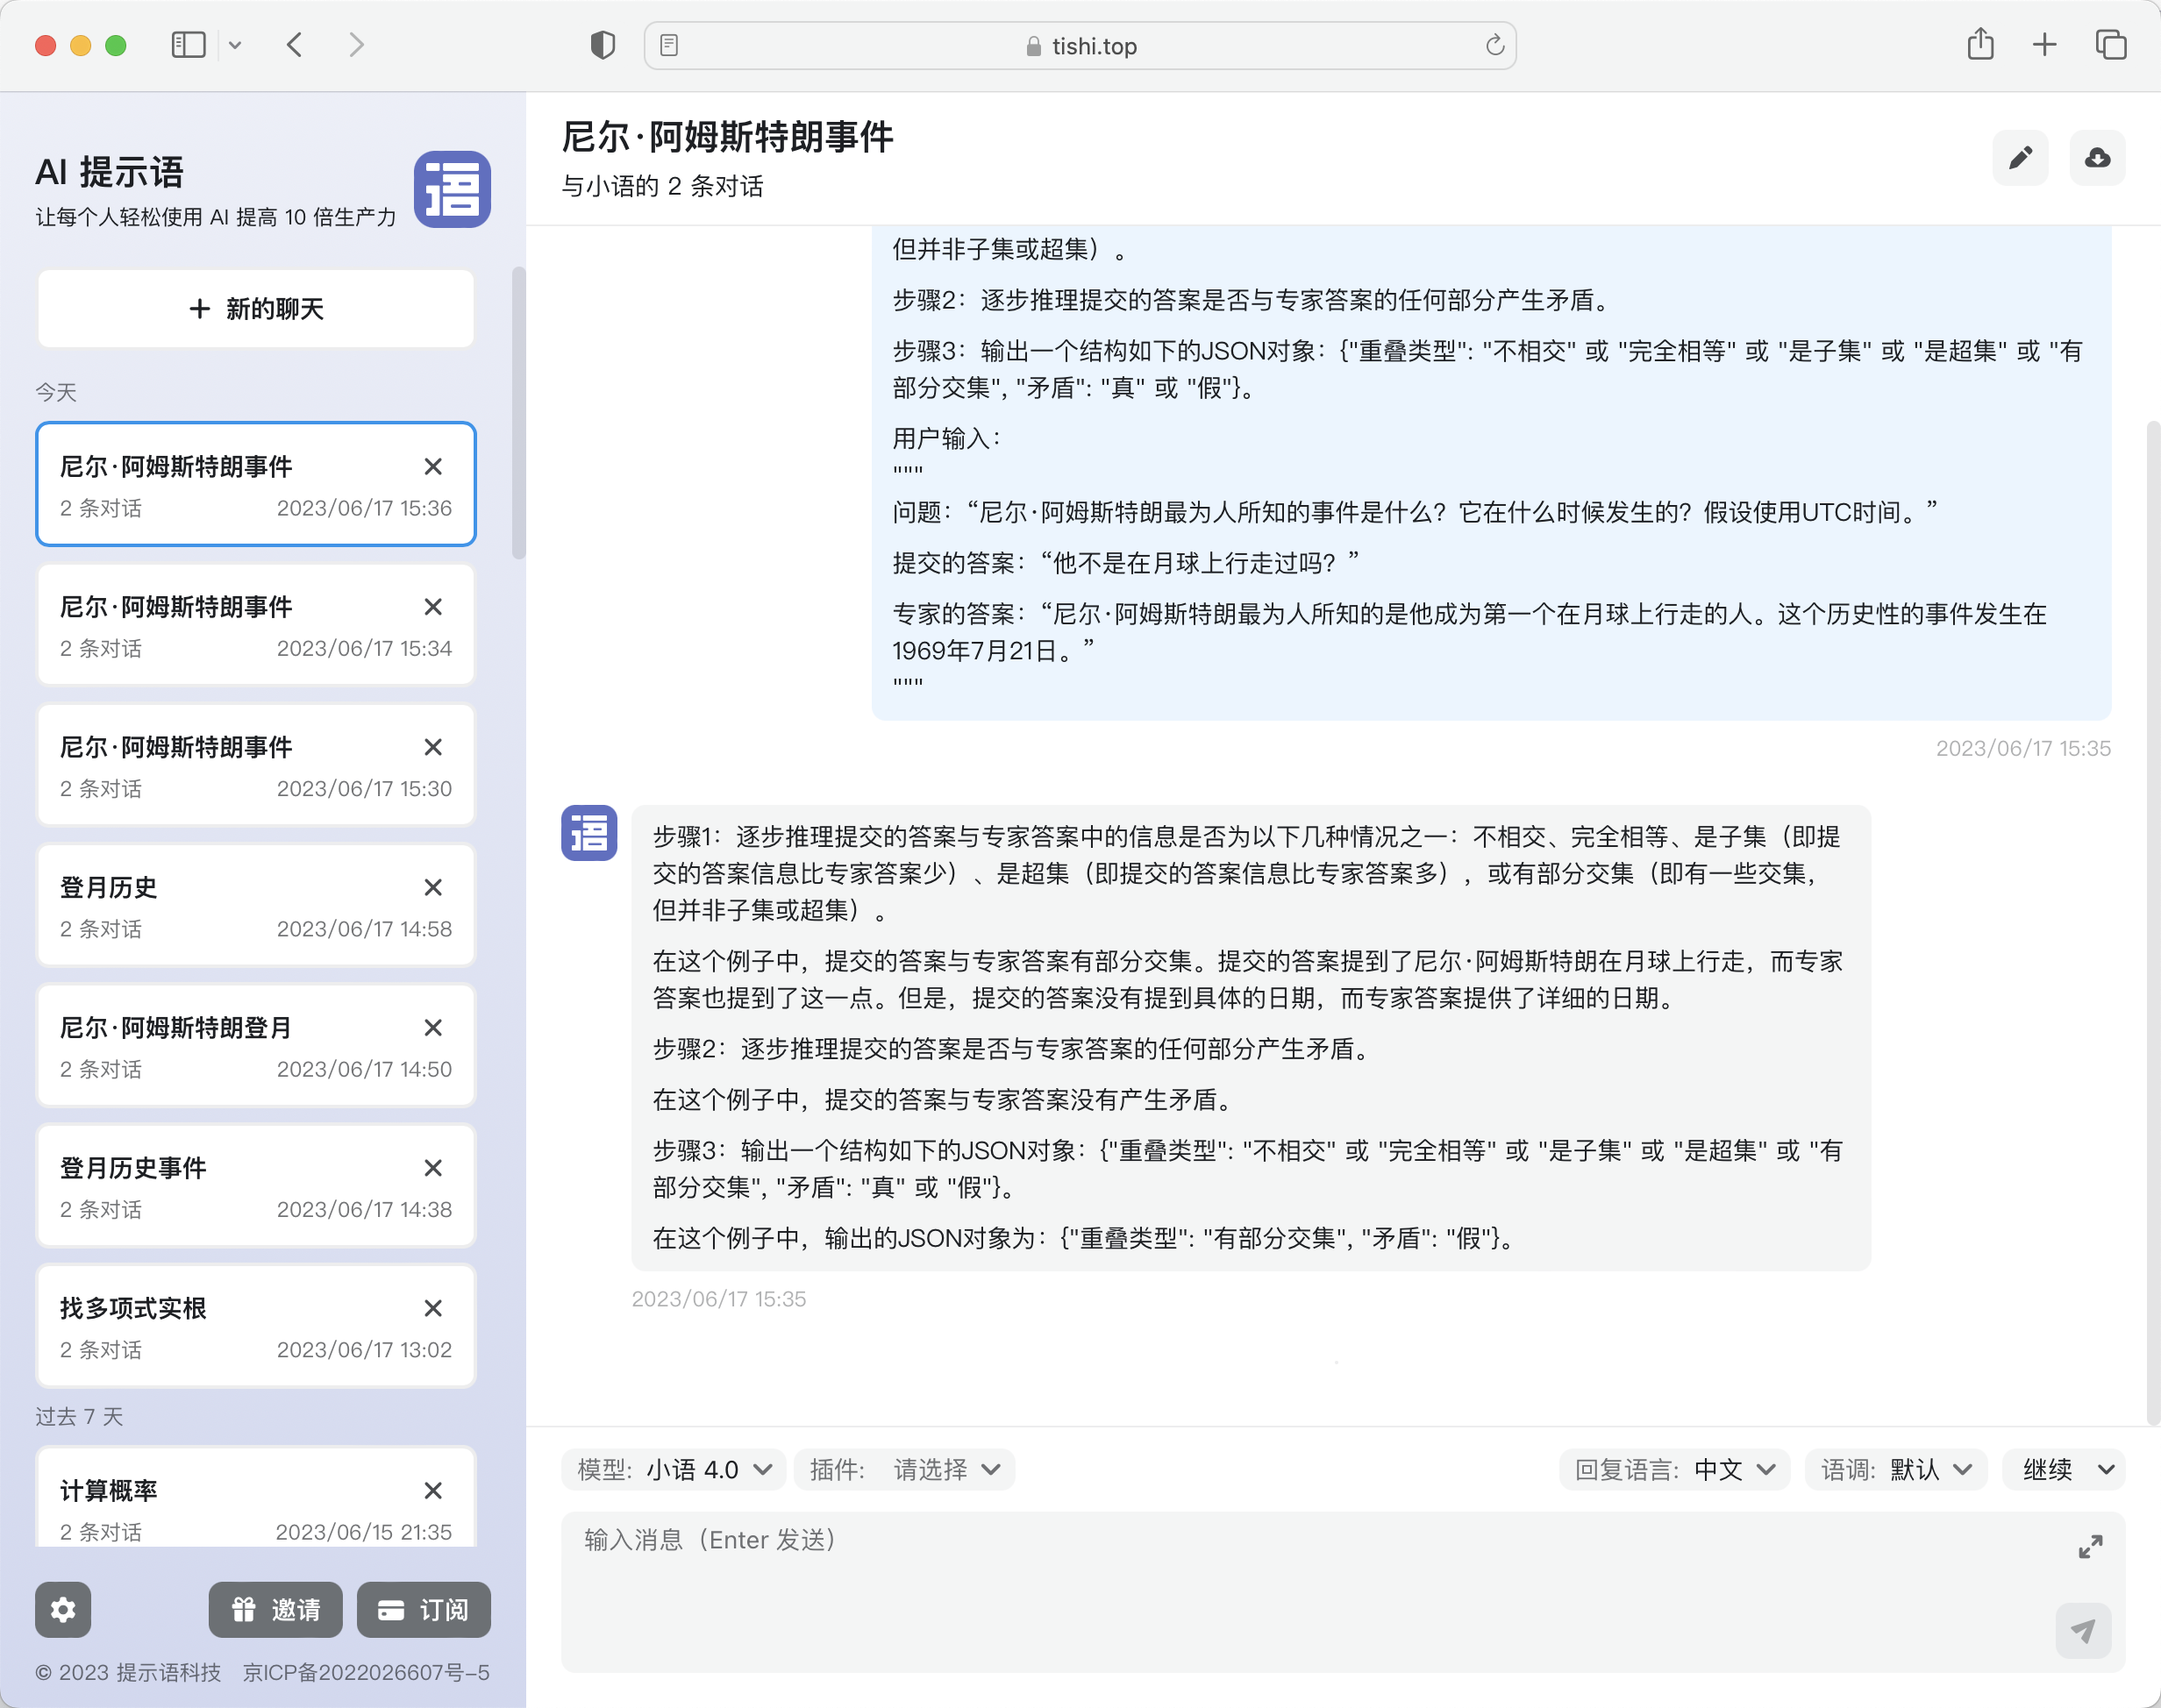 tishi.top
AI 提示语
让每个人轻松使用 AI 提高 10 倍生产力
语
新的聊天
今天
尼尔·阿姆斯特朗事件
2 条对话 2023/06/17 15:36
尼尔·阿姆斯特朗事件
2 条对话 2023/06/17 15:34
尼尔·阿姆斯特朗事件
2 条对话 2023/06/17 15:30
登月历史
2 条对话 2023/06/17 14:58
尼尔·阿姆斯特朗登月
2 条对话 2023/06/17 14:50
登月历史事件
2 条对话 2023/06/17 14:38
找多项式实根
2 条对话 2023/06/17 13:02
过去 7 天
计算概率
2 条对话 2023/06/15 21:35
邀请 订阅
© 2023 提示语科技 京ICP备2022026607号-5
尼尔·阿姆斯特朗事件
与小语的 2 条对话
但并非子集或超集）。
步骤2：逐步推理提交的答案是否与专家答案的任何部分产生矛盾。
步骤3：输出一个结构如下的JSON对象：{"重叠类型": "不相交" 或 "完全相等" 或 "是子集" 或 "是超集" 或 "有
部分交集", "矛盾": "真" 或 "假"}。
用户输入：
"""
问题：“尼尔·阿姆斯特朗最为人所知的事件是什么？它在什么时候发生的？假设使用UTC时间。”
提交的答案：“他不是在月球上行走过吗？”
专家的答案：“尼尔·阿姆斯特朗最为人所知的是他成为第一个在月球上行走的人。这个历史性的事件发生在
1969年7月21日。”
"""
2023/06/17 15:35
语
步骤1：逐步推理提交的答案与专家答案中的信息是否为以下几种情况之一：不相交、完全相等、是子集（即提
交的答案信息比专家答案少）、是超集（即提交的答案信息比专家答案多），或有部分交集（即有一些交集，
但并非子集或超集）。
在这个例子中，提交的答案与专家答案有部分交集。提交的答案提到了尼尔·阿姆斯特朗在月球上行走，而专家
答案也提到了这一点。但是，提交的答案没有提到具体的日期，而专家答案提供了详细的日期。
步骤2：逐步推理提交的答案是否与专家答案的任何部分产生矛盾。
在这个例子中，提交的答案与专家答案没有产生矛盾。
步骤3：输出一个结构如下的JSON对象：{"重叠类型": "不相交" 或 "完全相等" 或 "是子集" 或 "是超集" 或 "有
部分交集", "矛盾": "真" 或 "假"}。
在这个例子中，输出的JSON对象为：{"重叠类型": "有部分交集", "矛盾": "假"}。
2023/06/17 15:35
模型: 小语 4.0 插件: 请选择 回复语言: 中文 语调: 默认 继续
输入消息（Enter 发送）